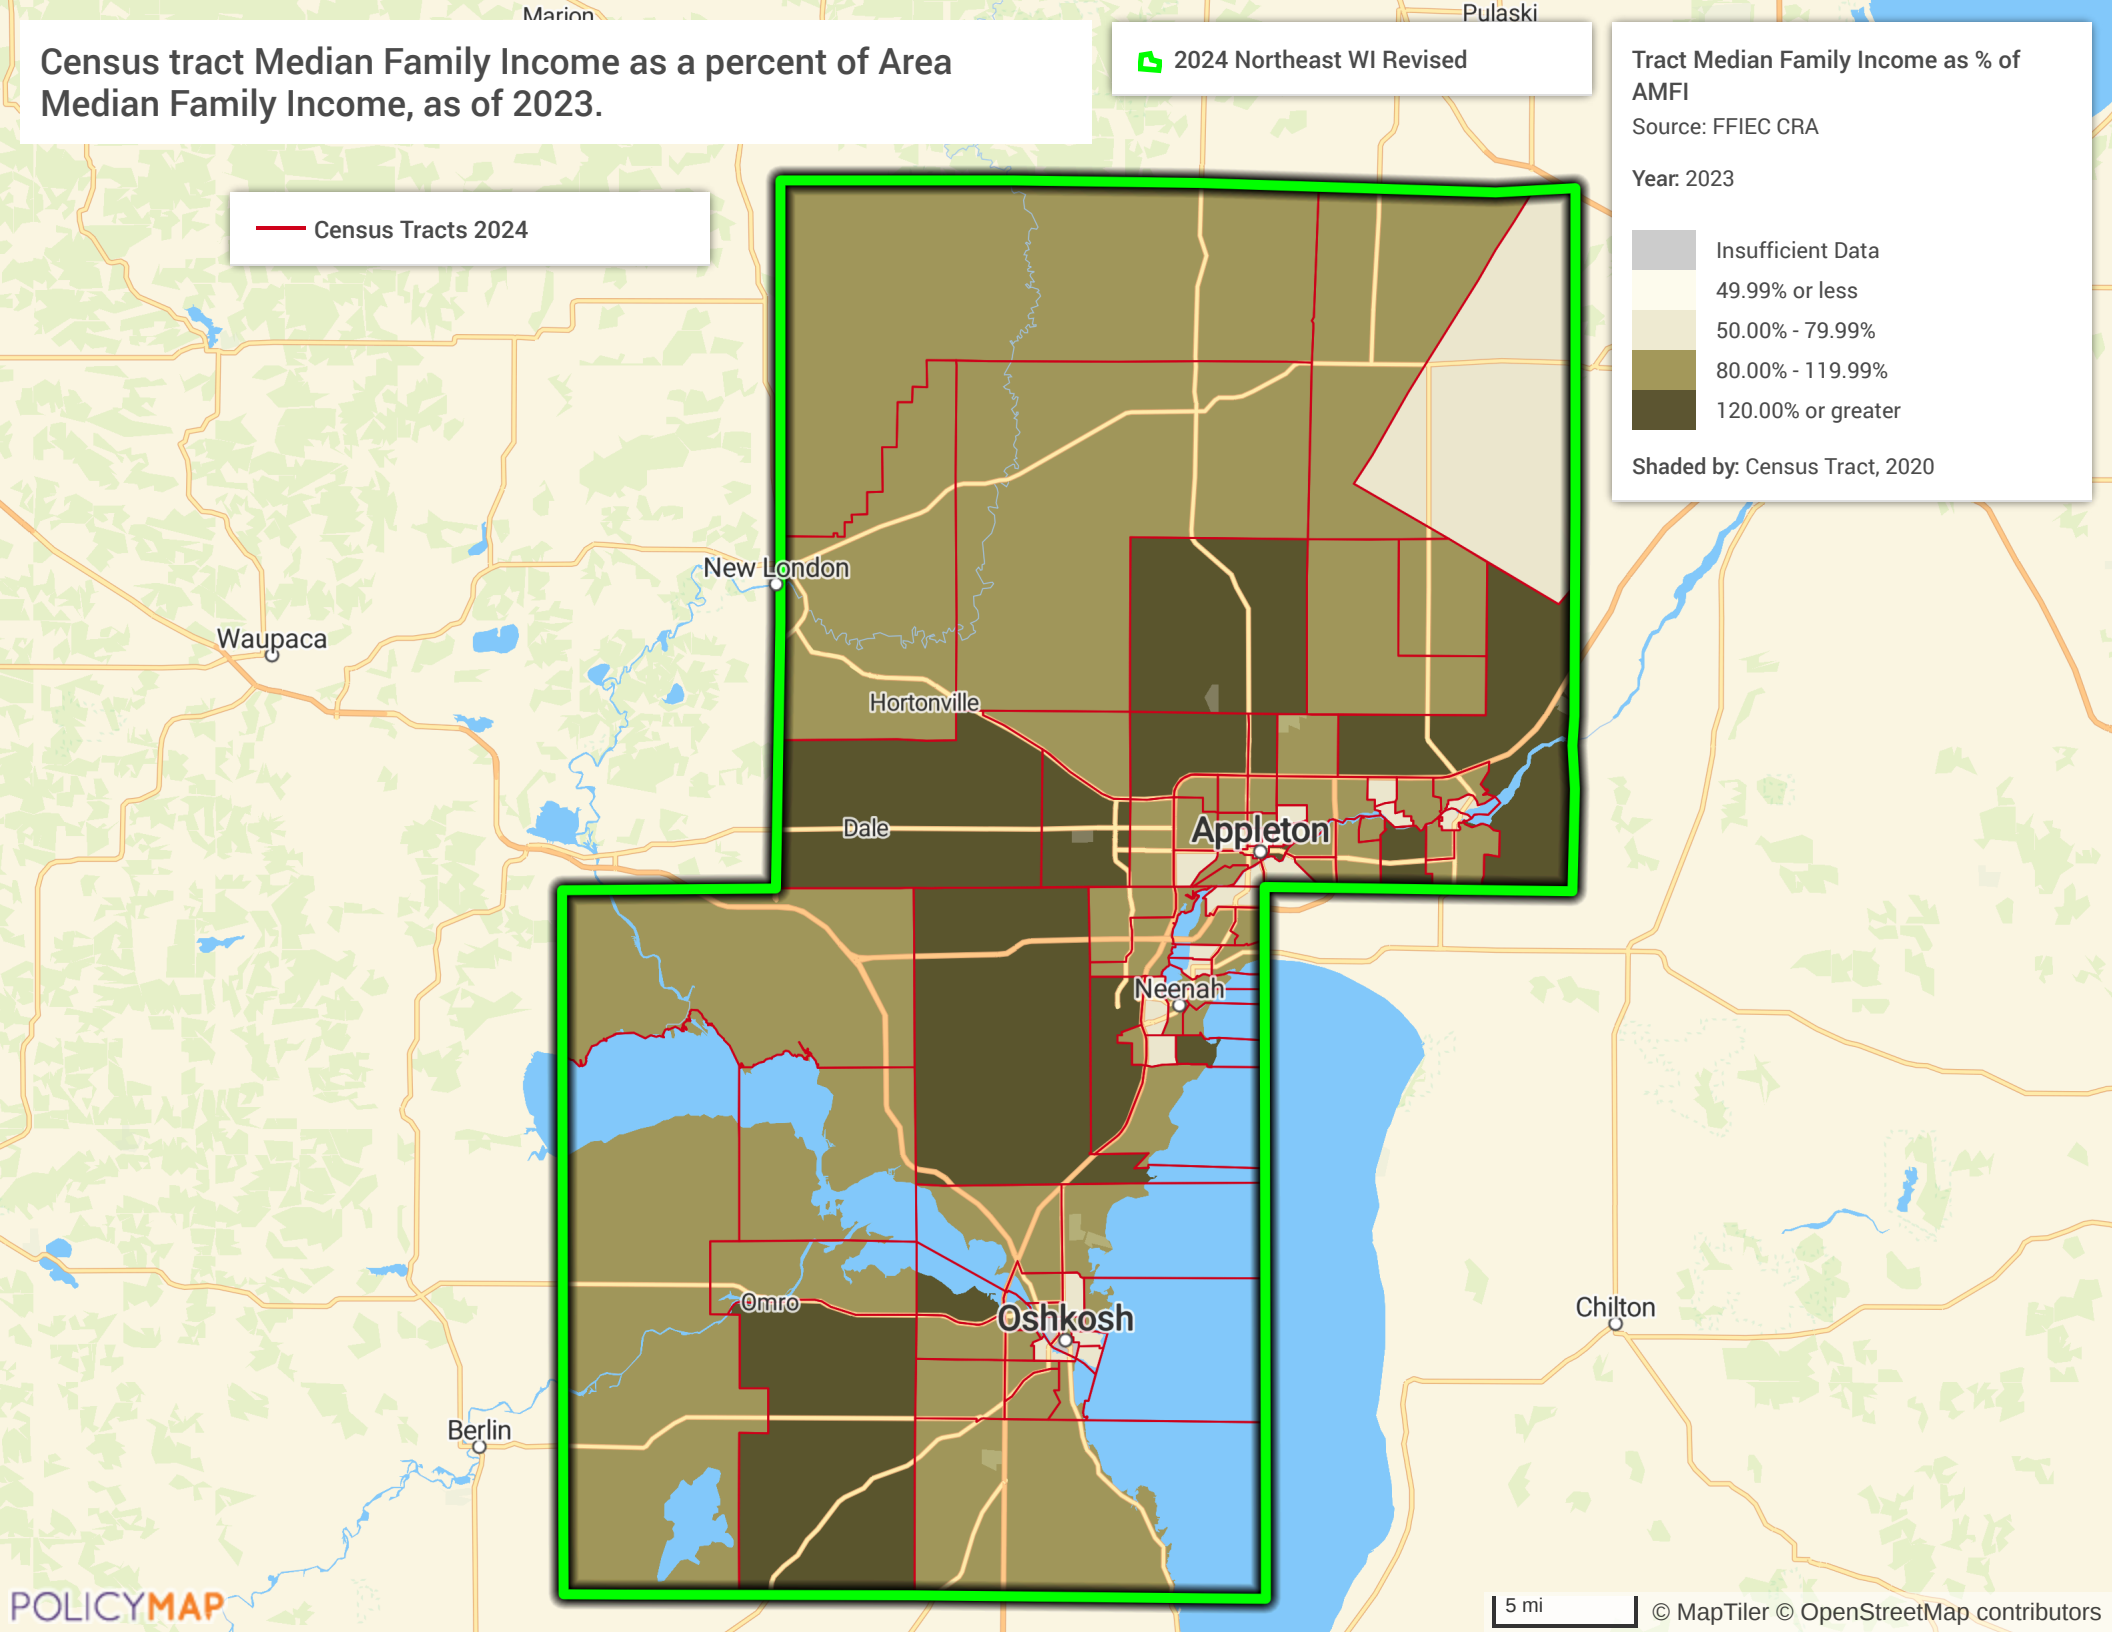 Marion
Pulaski
Census tract Median Family Income as a percent of Area
Median Family Income, as of 2023.
2024 Northeast WI Revised
Tract Median Family Income as % of
AMFI
Source: FFIEC CRA
Year: 2023
Insufficient Data
49.99% or less
50.00% - 79.99%
80.00% - 119.99%
120.00% or greater
Shaded by: Census Tract, 2020
Census Tracts 2024
New London
Waupaca
Hortonville
Dale
Appleton
Neenah
Omro
Oshkosh
Chilton
Berlin
POLICYMAP
5 mi
© MapTiler © OpenStreetMap contributors